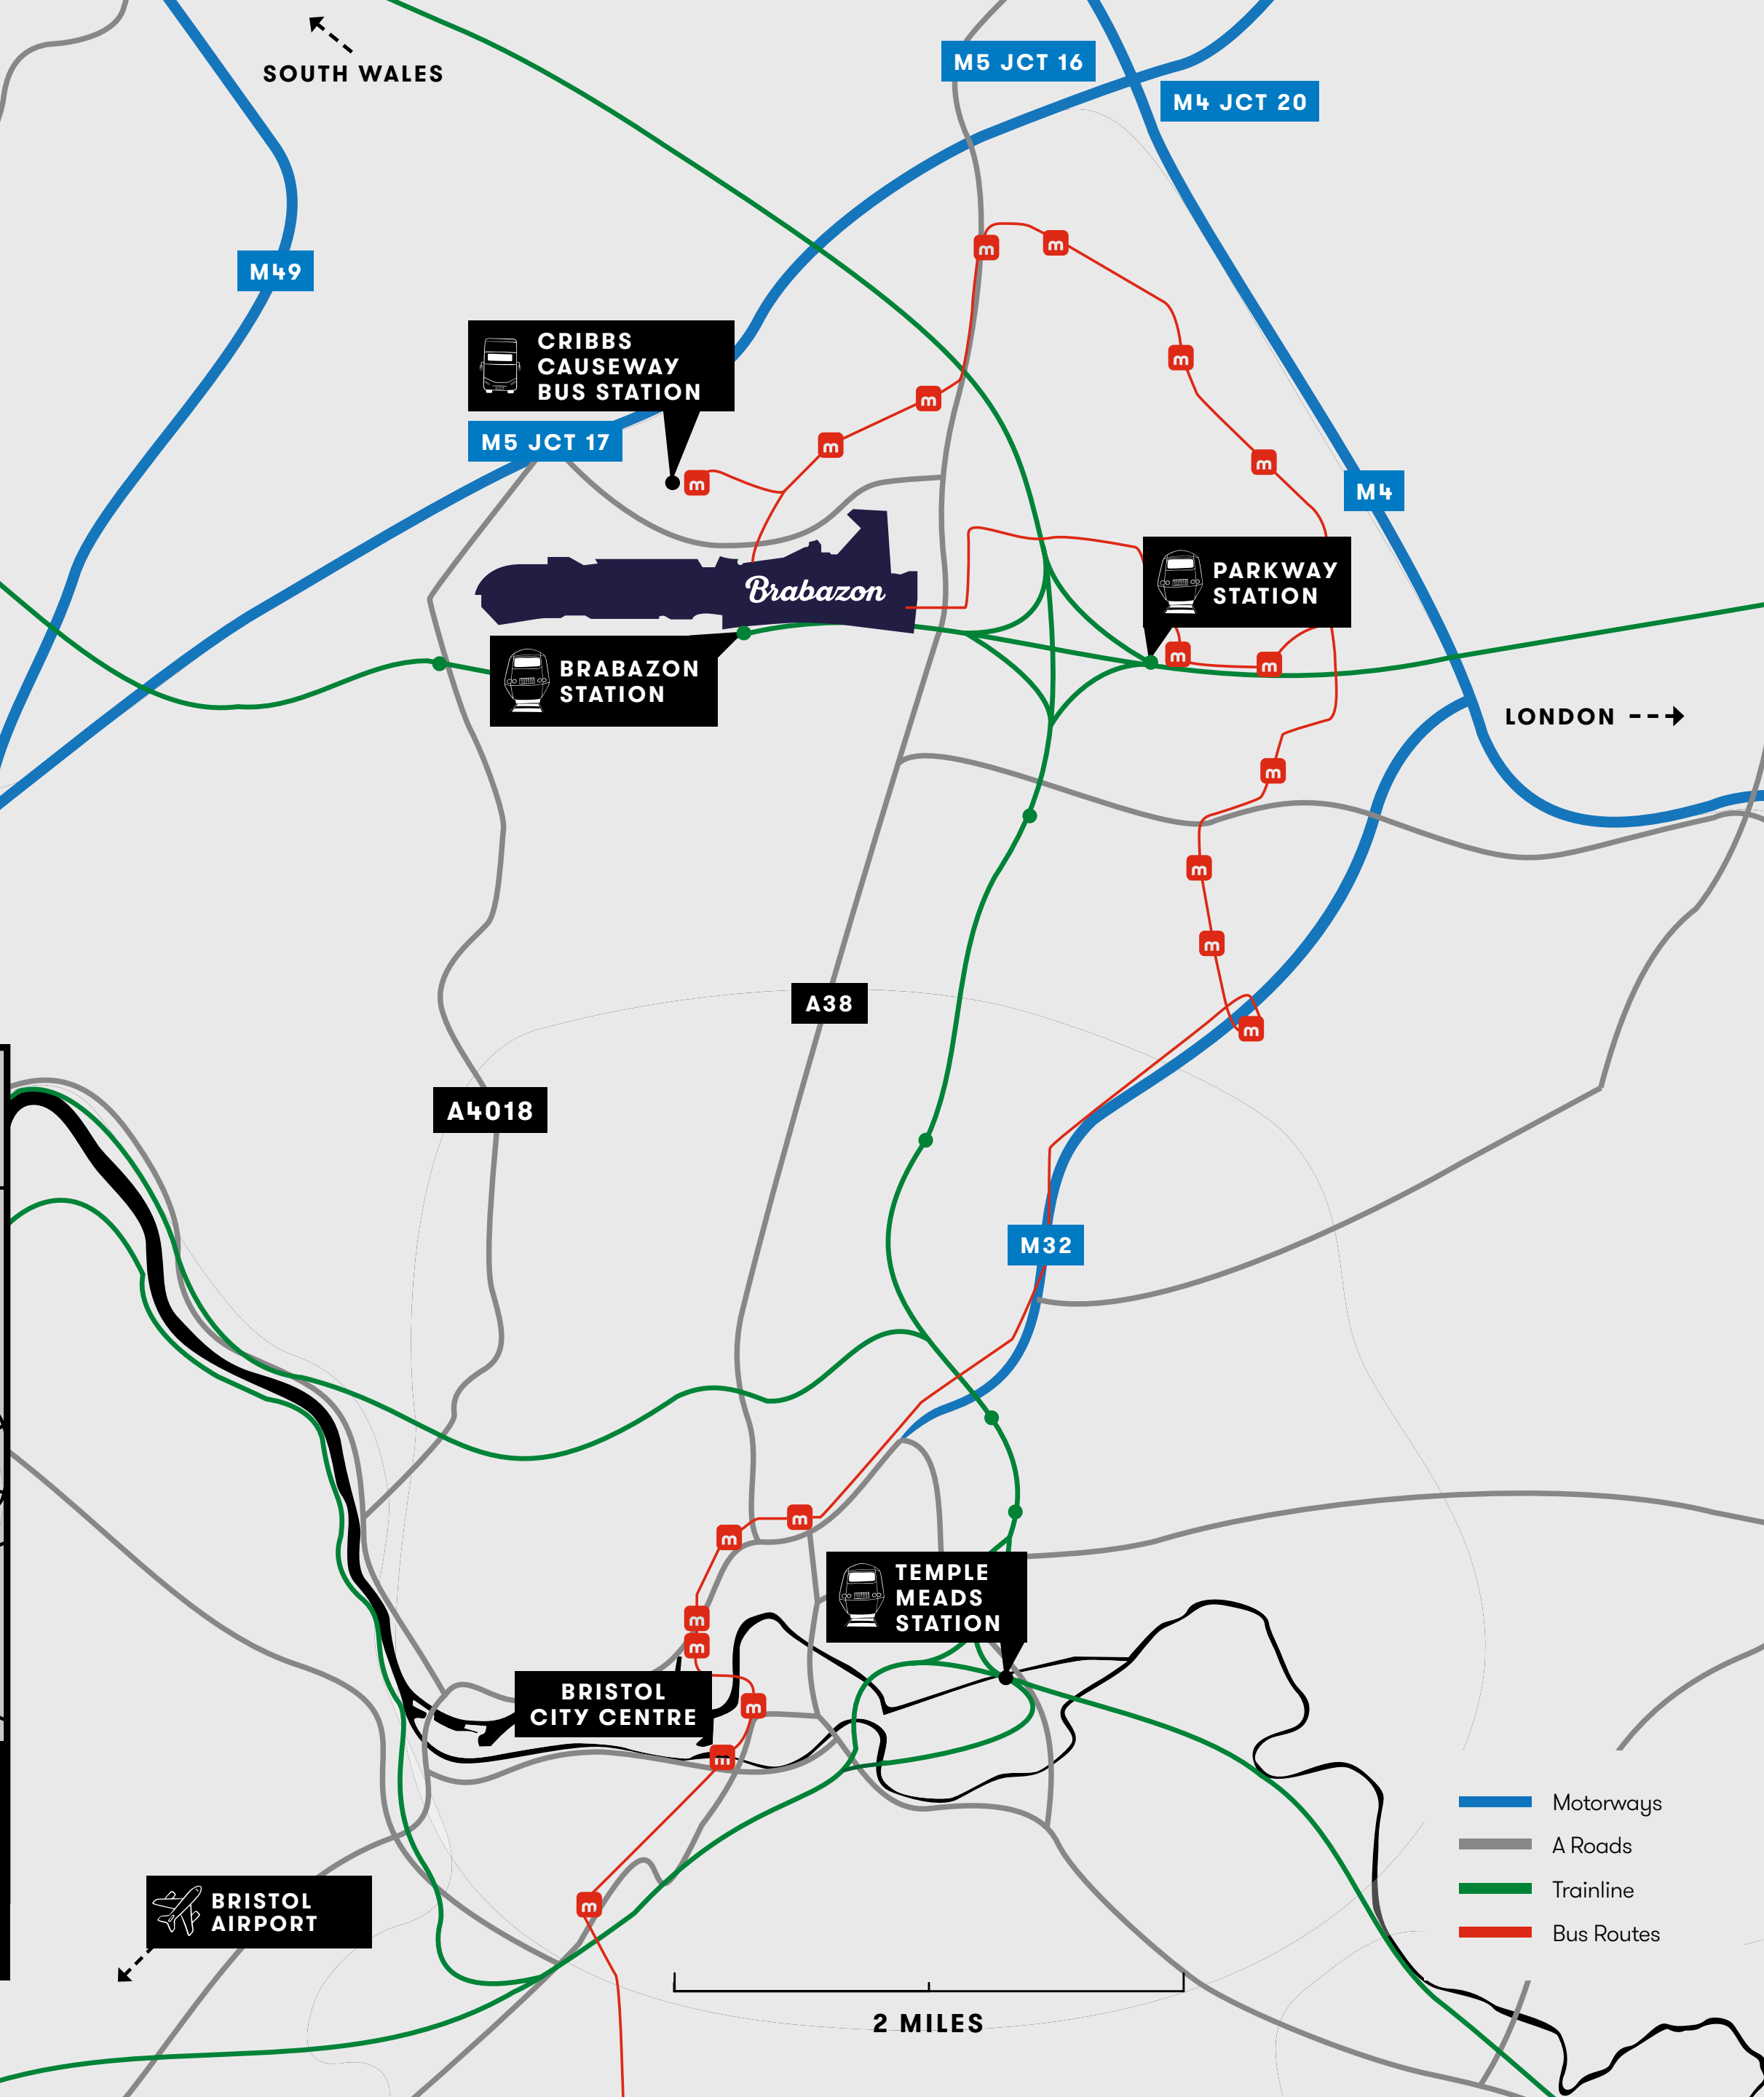 SOUTH WALES
M5 JCT 16
M4 JCT 20
M49
CRIBBS
CAUSEWAY
BUS STATION
M5 JCT 17
M4
m
m
m
m
m
m
m
Brabazon
PARKWAY
STATION
BRABAZON
STATION
m
m
LONDON
m
m
m
A38
m
A4018
M32
m
m
TEMPLE
MEADS
STATION
m
m
BRISTOL
CITY CENTRE
m
m
Motorways
A Roads
Trainline
Bus Routes
BRISTOL
AIRPORT
m
2 MILES